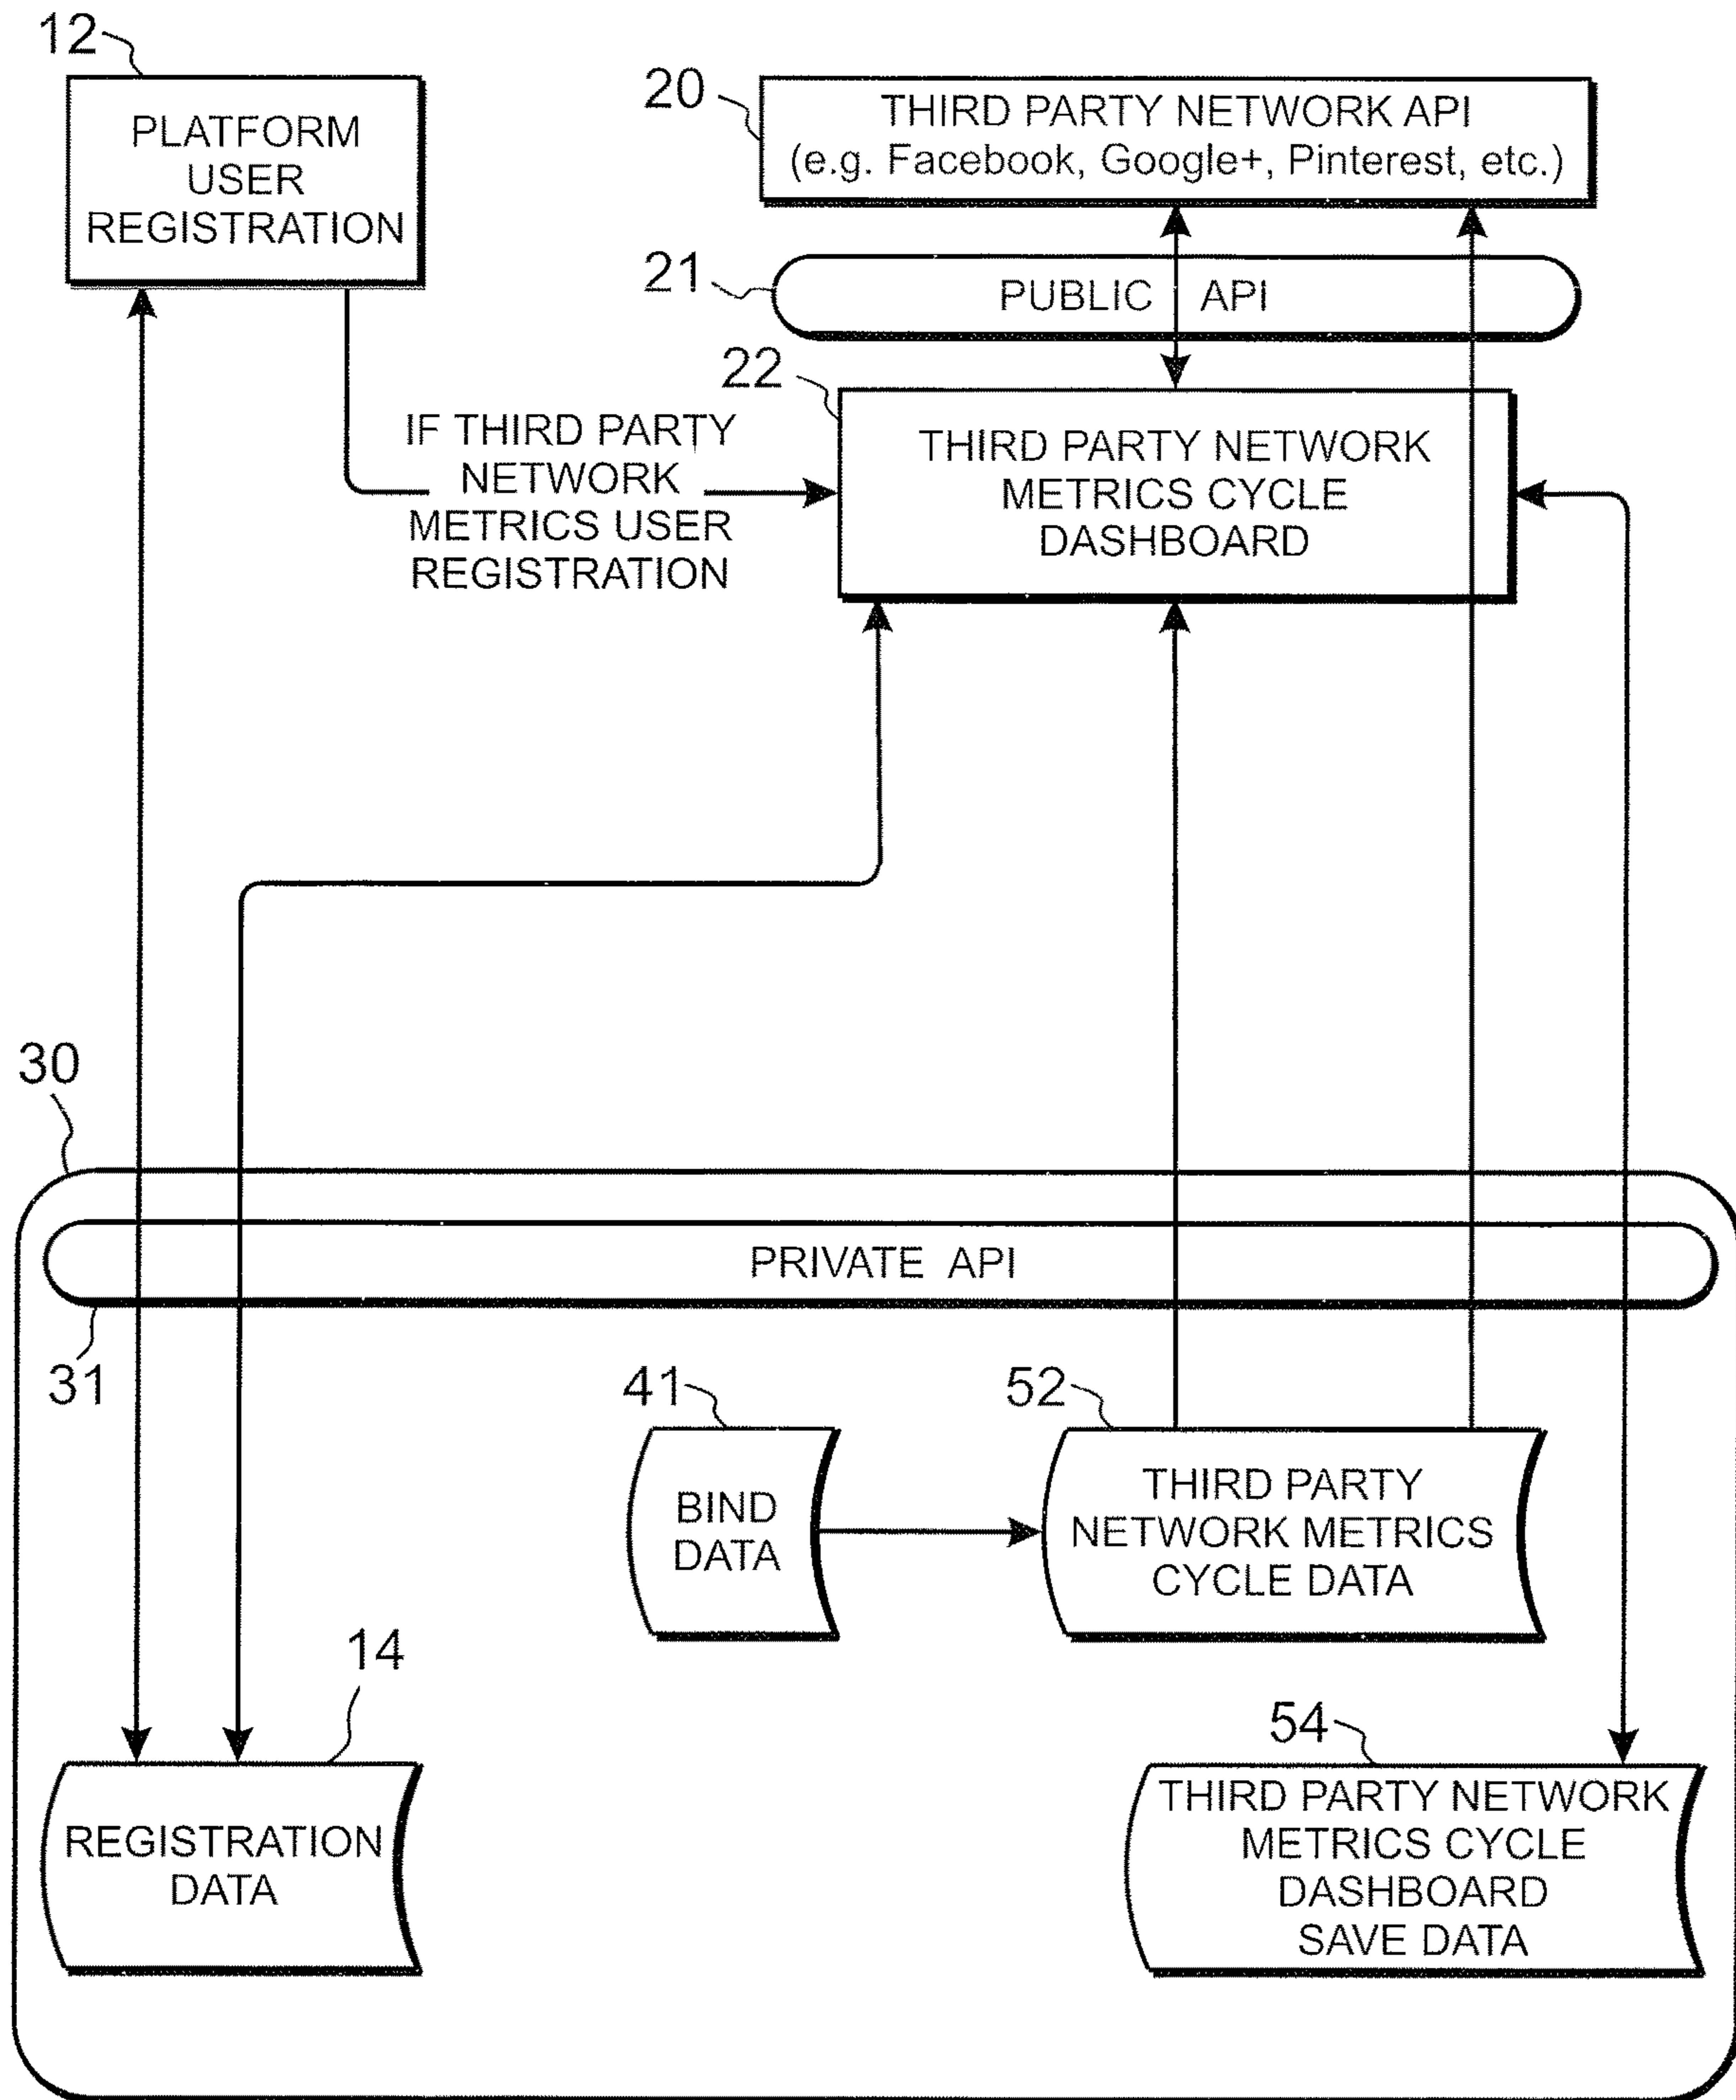 12
PLATFORM
USER
REGISTRATION
20
THIRD PARTY NETWORK API
(e.g. Facebook, Google+, Pinterest, etc.)
21
PUBLIC API
22
THIRD PARTY NETWORK
METRICS CYCLE
DASHBOARD
IF THIRD PARTY
NETWORK
METRICS USER
REGISTRATION
30
PRIVATE API
31
41
BIND
DATA
52
THIRD PARTY
NETWORK METRICS
CYCLE DATA
14
REGISTRATION
DATA
54
THIRD PARTY NETWORK
METRICS CYCLE
DASHBOARD
SAVE DATA